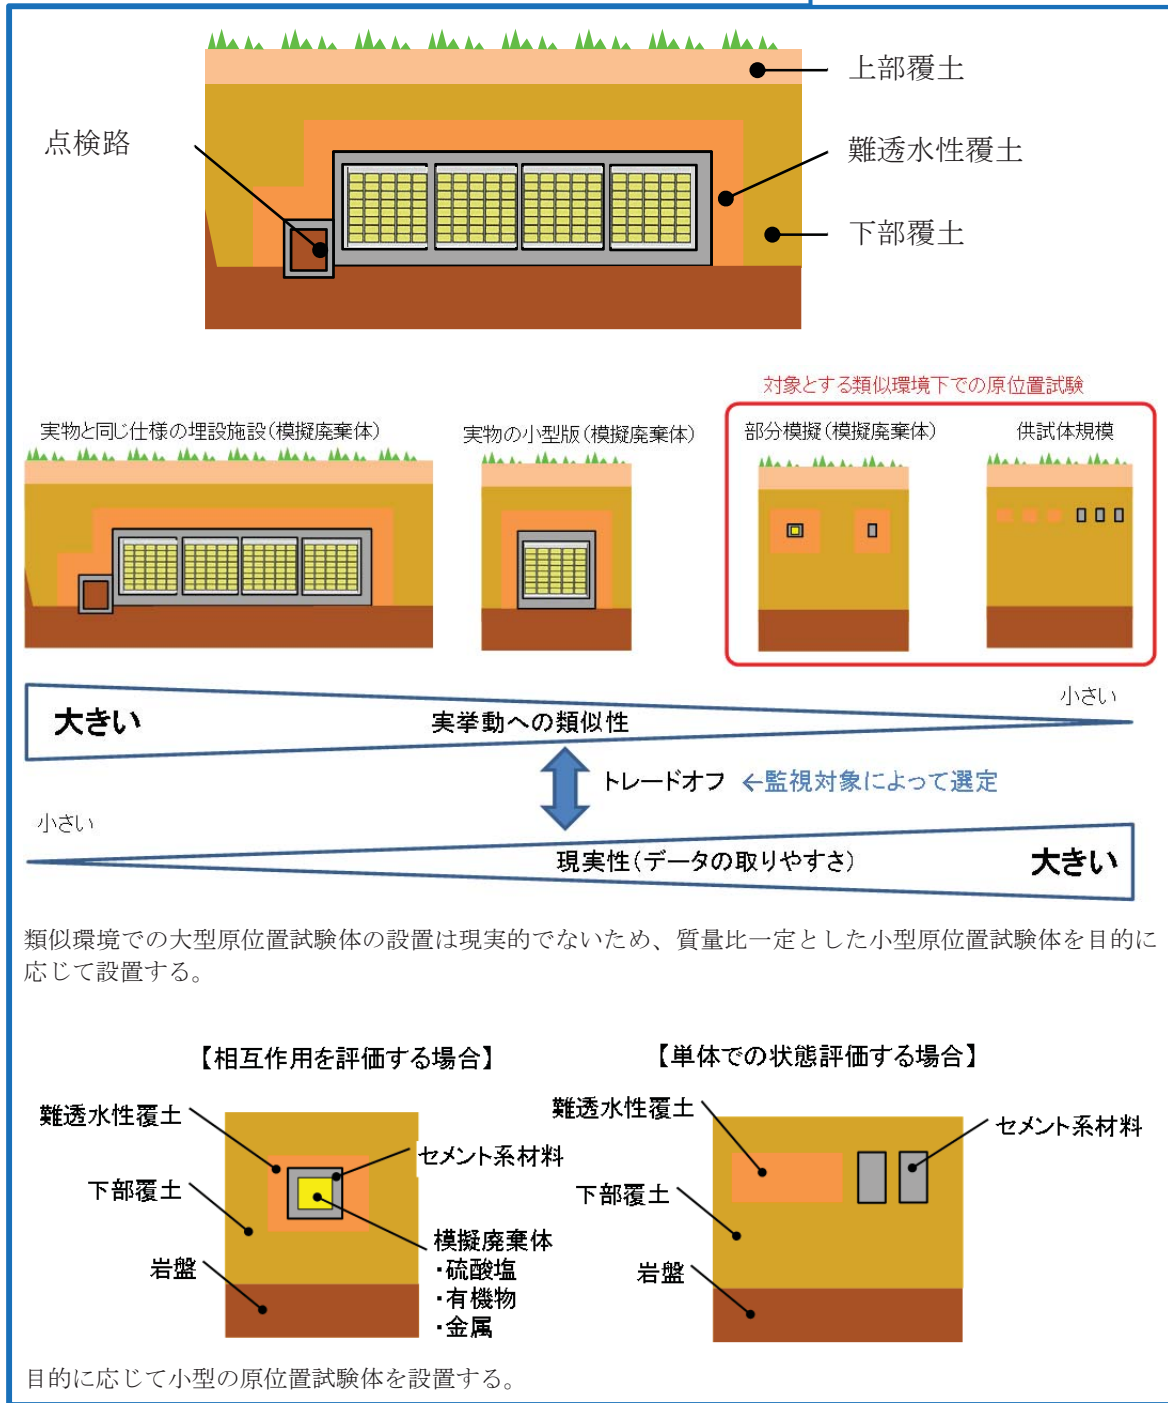 上部覆土
点検路
難透水性覆土
下部覆土
対象とする類似環境下での原位置試験
実物と同じ仕様の埋設施設(模擬廃棄体)
実物の小型版(模擬廃棄体)
部分模擬(模擬廃棄体)
供試体規模
小さい
大きい
実挙動への類似性
トレードオフ
←監視対象によって選定
小さい
現実性(データの取りやすさ)
大きい
類似環境での大型原位置試験体の設置は現実的でないため、質量比一定とした小型原位置試験体を目的に
応じて設置する。
【相互作用を評価する場合】
難透水性覆土
セメント系材料
下部覆土
模擬廃棄体
・硫酸塩
・有機物
・金属
岩盤
【単体での状態評価する場合】
難透水性覆土
セメント系材料
下部覆土
岩盤
目的に応じて小型の原位置試験体を設置する。